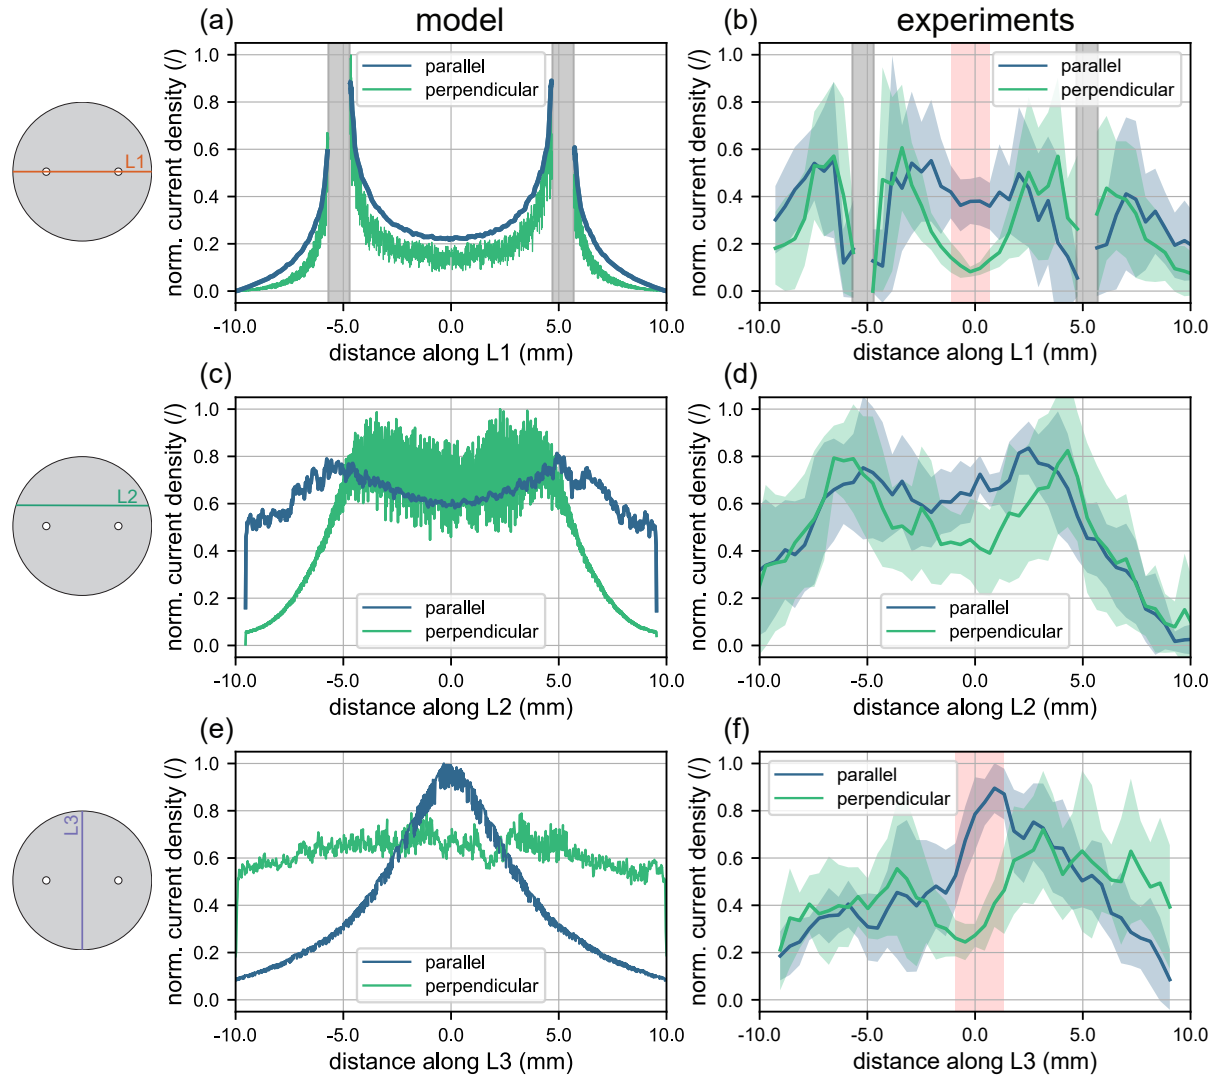 (a) model (b) experiments
norm. current density (/)
1.0
0.8
0.6
0.4
0.2
0.0
parallel
perpendicular
-10.0 -5.0 0.0 5.0 10.0
distance along L1 (mm)
norm. current density (/)
1.0
0.8
0.6
0.4
0.2
0.0
parallel
perpendicular
-10.0 -5.0 0.0 5.0 10.0
distance along L1 (mm)
L1
(c) (d)
norm. current density (/)
1.0
0.8
0.6
0.4
0.2
0.0
parallel
perpendicular
-10.0 -5.0 0.0 5.0 10.0
distance along L2 (mm)
norm. current density (/)
1.0
0.8
0.6
0.4
0.2
0.0
parallel
perpendicular
-10.0 -5.0 0.0 5.0 10.0
distance along L2 (mm)
L2
(e) (f)
norm. current density (/)
1.0
0.8
0.6
0.4
0.2
0.0
parallel
perpendicular
-10.0 -5.0 0.0 5.0 10.0
distance along L3 (mm)
norm. current density (/)
1.0
0.8
0.6
0.4
0.2
0.0
parallel
perpendicular
-10.0 -5.0 0.0 5.0 10.0
distance along L3 (mm)
L3